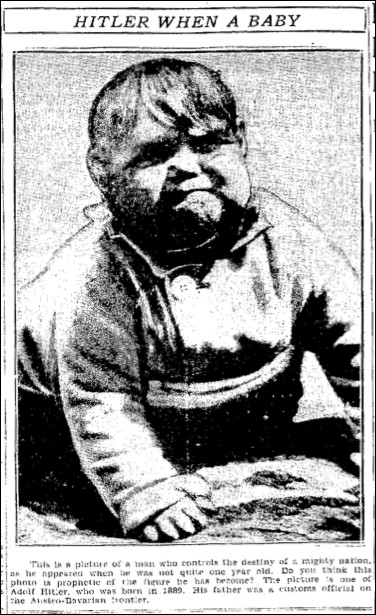 HITLER WHEN A BABY
This is a picture of a man who controls the destiny of a mighty nation,
as he appeared when he was not quite one year old. Do you think this
photo is prophetic of the figure he has become? The picture is one of
Adolf Hitler, who was born in 1889. His father was a customs official on
the Austro-Bavarian frontier.